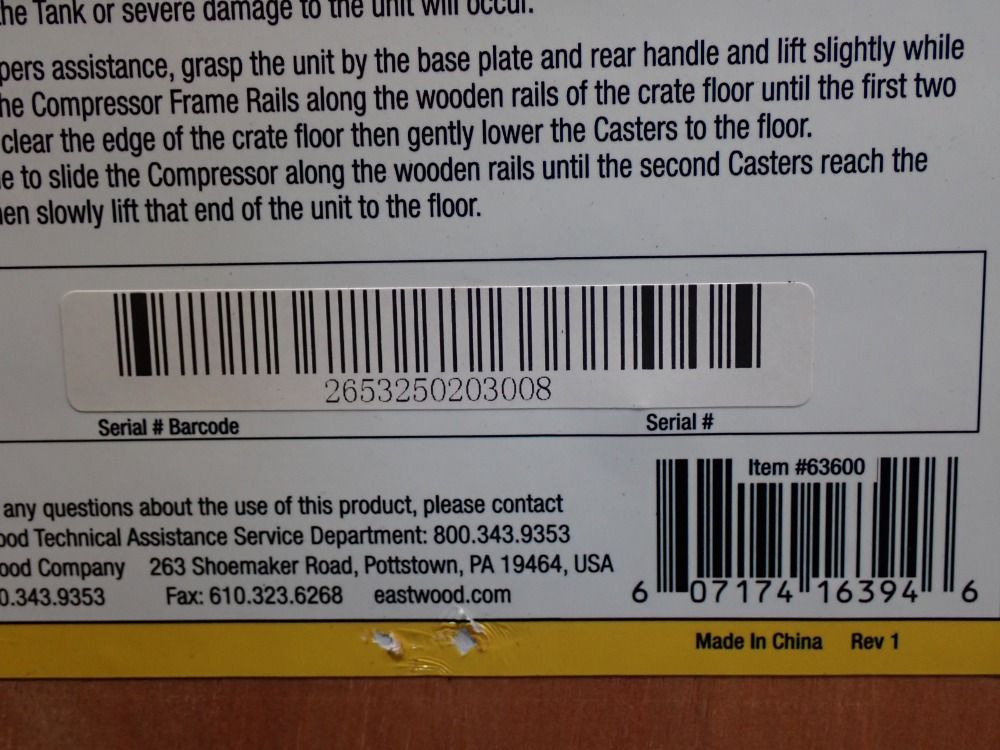 the Tank or severe damage to the unit will occur.
pers assistance, grasp the unit by the base plate and rear handle and lift slightly while
he Compressor Frame Rails along the wooden rails of the crate floor until the first two
clear the edge of the crate floor then gently lower the Casters to the floor.
e to slide the Compressor along the wooden rails until the second Casters reach the
en slowly lift that end of the unit to the floor.
2653250203008
Serial # Barcode Serial #
Item #63600
any questions about the use of this product, please contact
ood Technical Assistance Service Department: 800.343.9353
ood Company 263 Shoemaker Road, Pottstown, PA 19464, USA
0.343.9353 Fax: 610.323.6268 eastwood.com
6 07174 16394 6
Made In China Rev 1